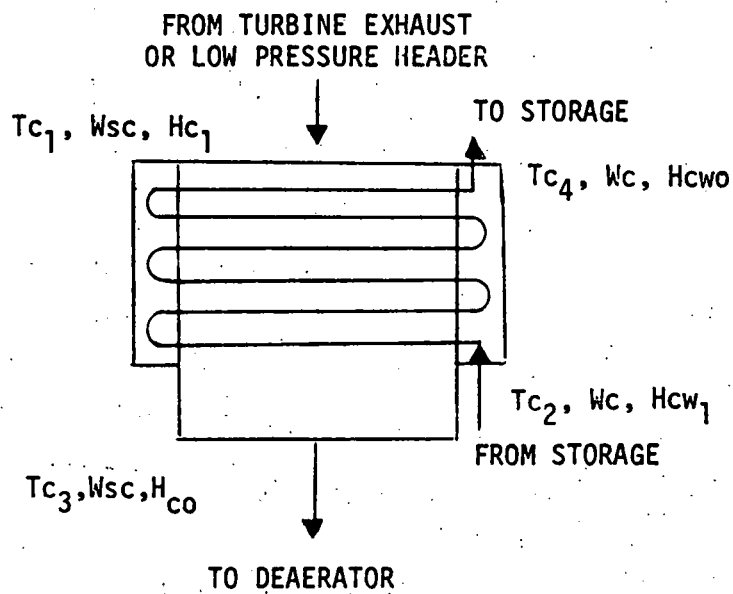 FROM TURBINE EXHAUST
OR LOW PRESSURE HEADER
TO STORAGE
Tc₁, Wsc, Hc₁
Tc₄, Wc, Hcwo
Tc₂, Wc, Hcw₁
FROM STORAGE
Tc₃,Wsc,H_co
TO DEAERATOR